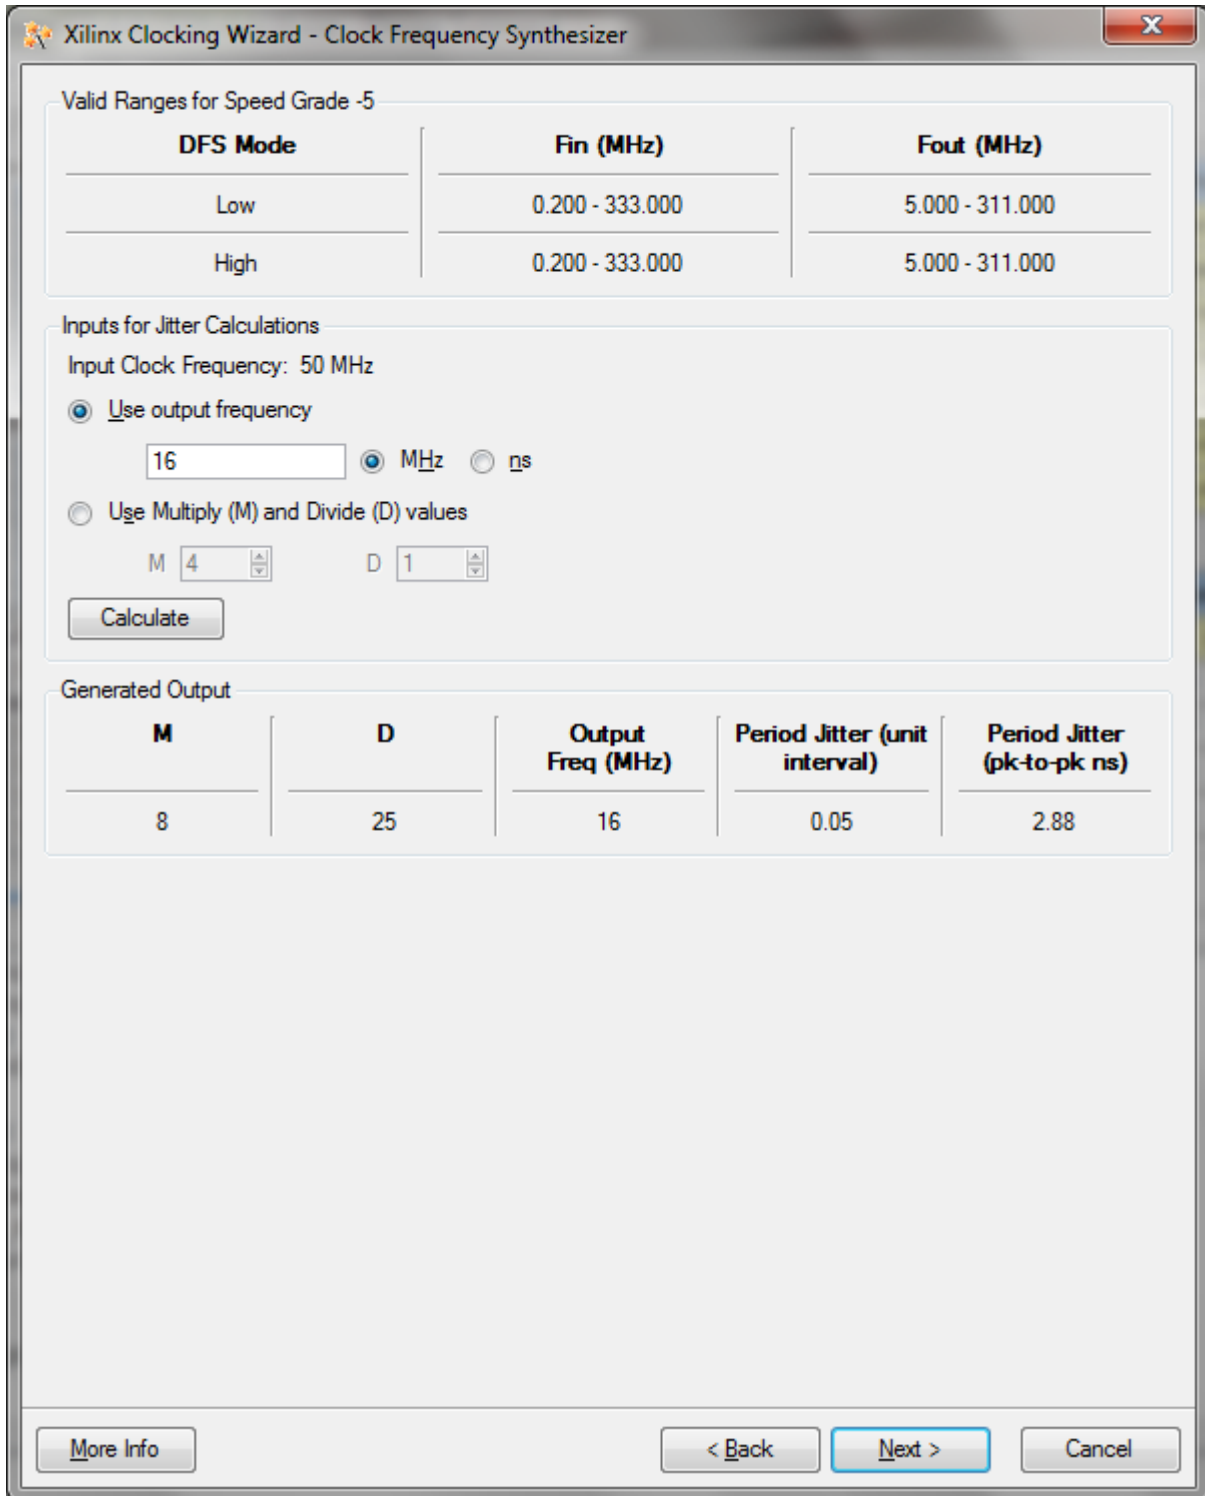 Xilinx Clocking Wizard - Clock Frequency Synthesizer
Valid Ranges for Speed Grade -5
DFS Mode Fin (MHz) Fout (MHz)
Low 0.200 - 333.000 5.000 - 311.000
High 0.200 - 333.000 5.000 - 311.000
Inputs for Jitter Calculations
Input Clock Frequency: 50 MHz
Use output frequency
16 MHz ns
Use Multiply (M) and Divide (D) values
M 4 D 1
Calculate
Generated Output
M D Output Freq (MHz) Period Jitter (unit interval) Period Jitter (pk-to-pk ns)
8 25 16 0.05 2.88
More Info < Back Next > Cancel